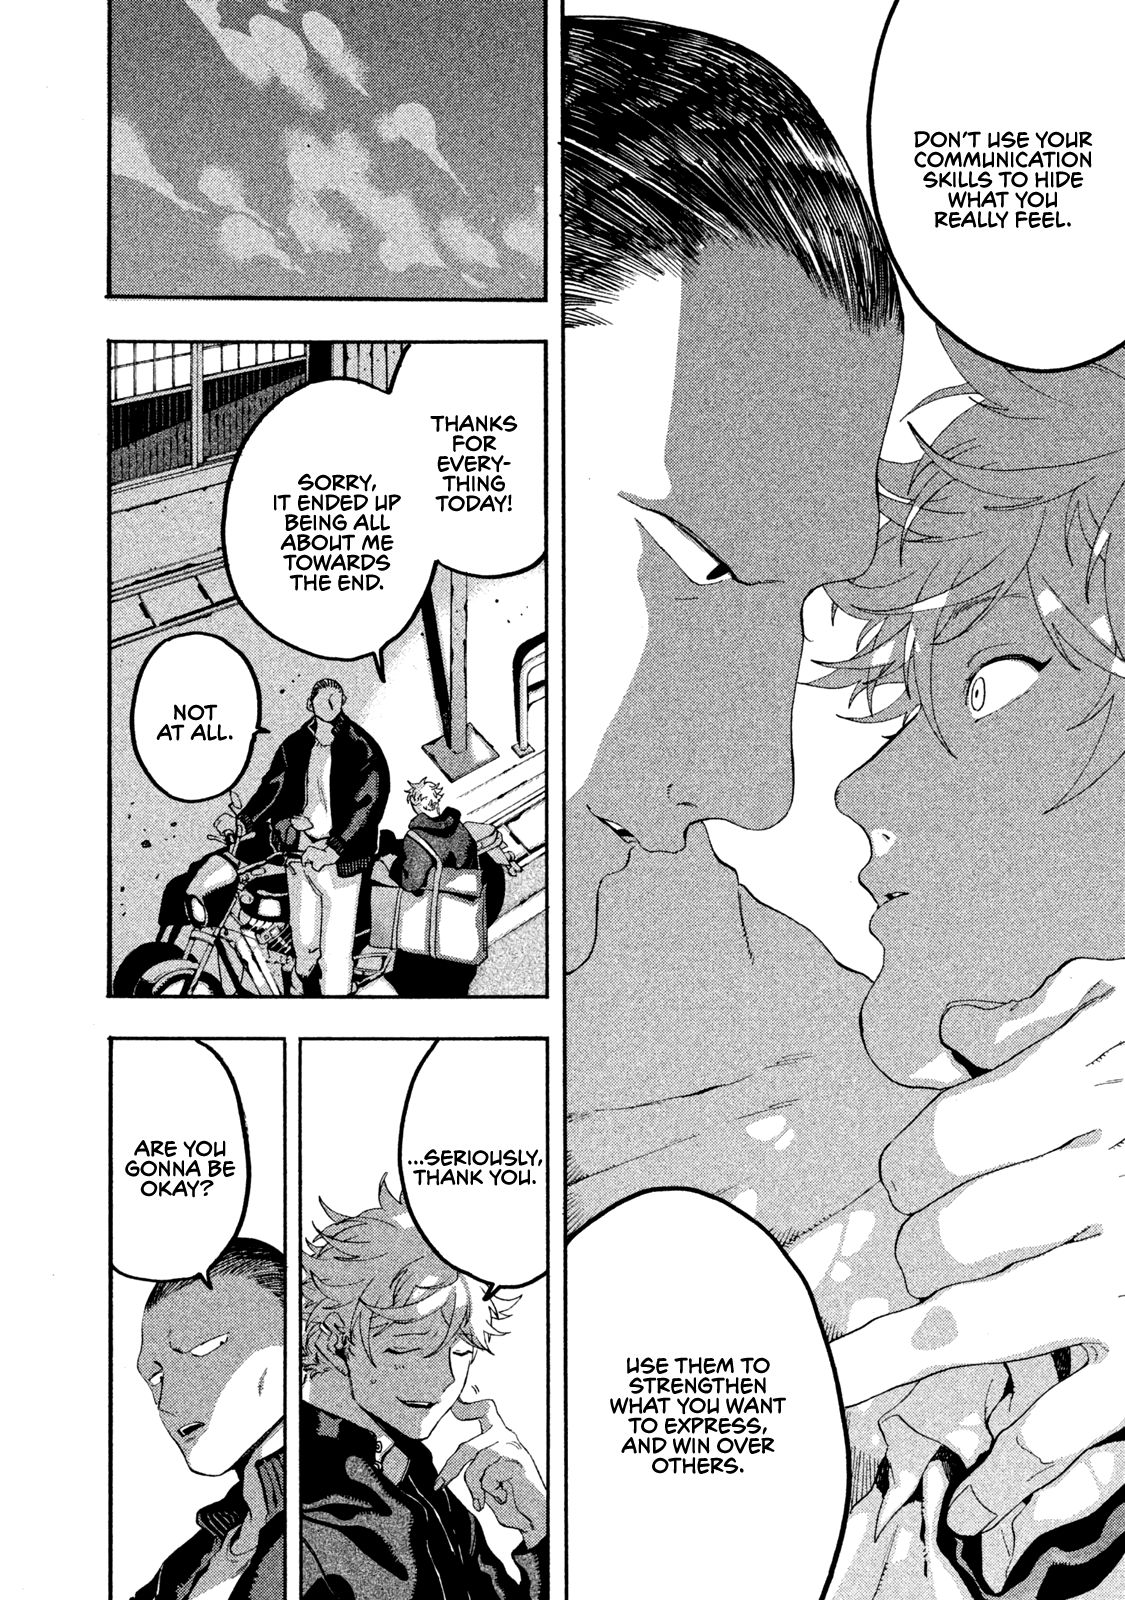 DON'T USE YOUR
COMMUNICATION
SKILLS TO HIDE
WHAT YOU
REALLY FEEL.
USE THEM TO
STRENGTHEN
WHAT YOU WANT
TO EXPRESS,
AND WIN OVER
OTHERS.
THANKS
FOR
EVERY-
THING
TODAY!
SORRY,
IT ENDED UP
BEING ALL
ABOUT ME
TOWARDS
THE END.
NOT
AT ALL.
...SERIOUSLY,
THANK YOU.
ARE YOU
GONNA BE
OKAY?